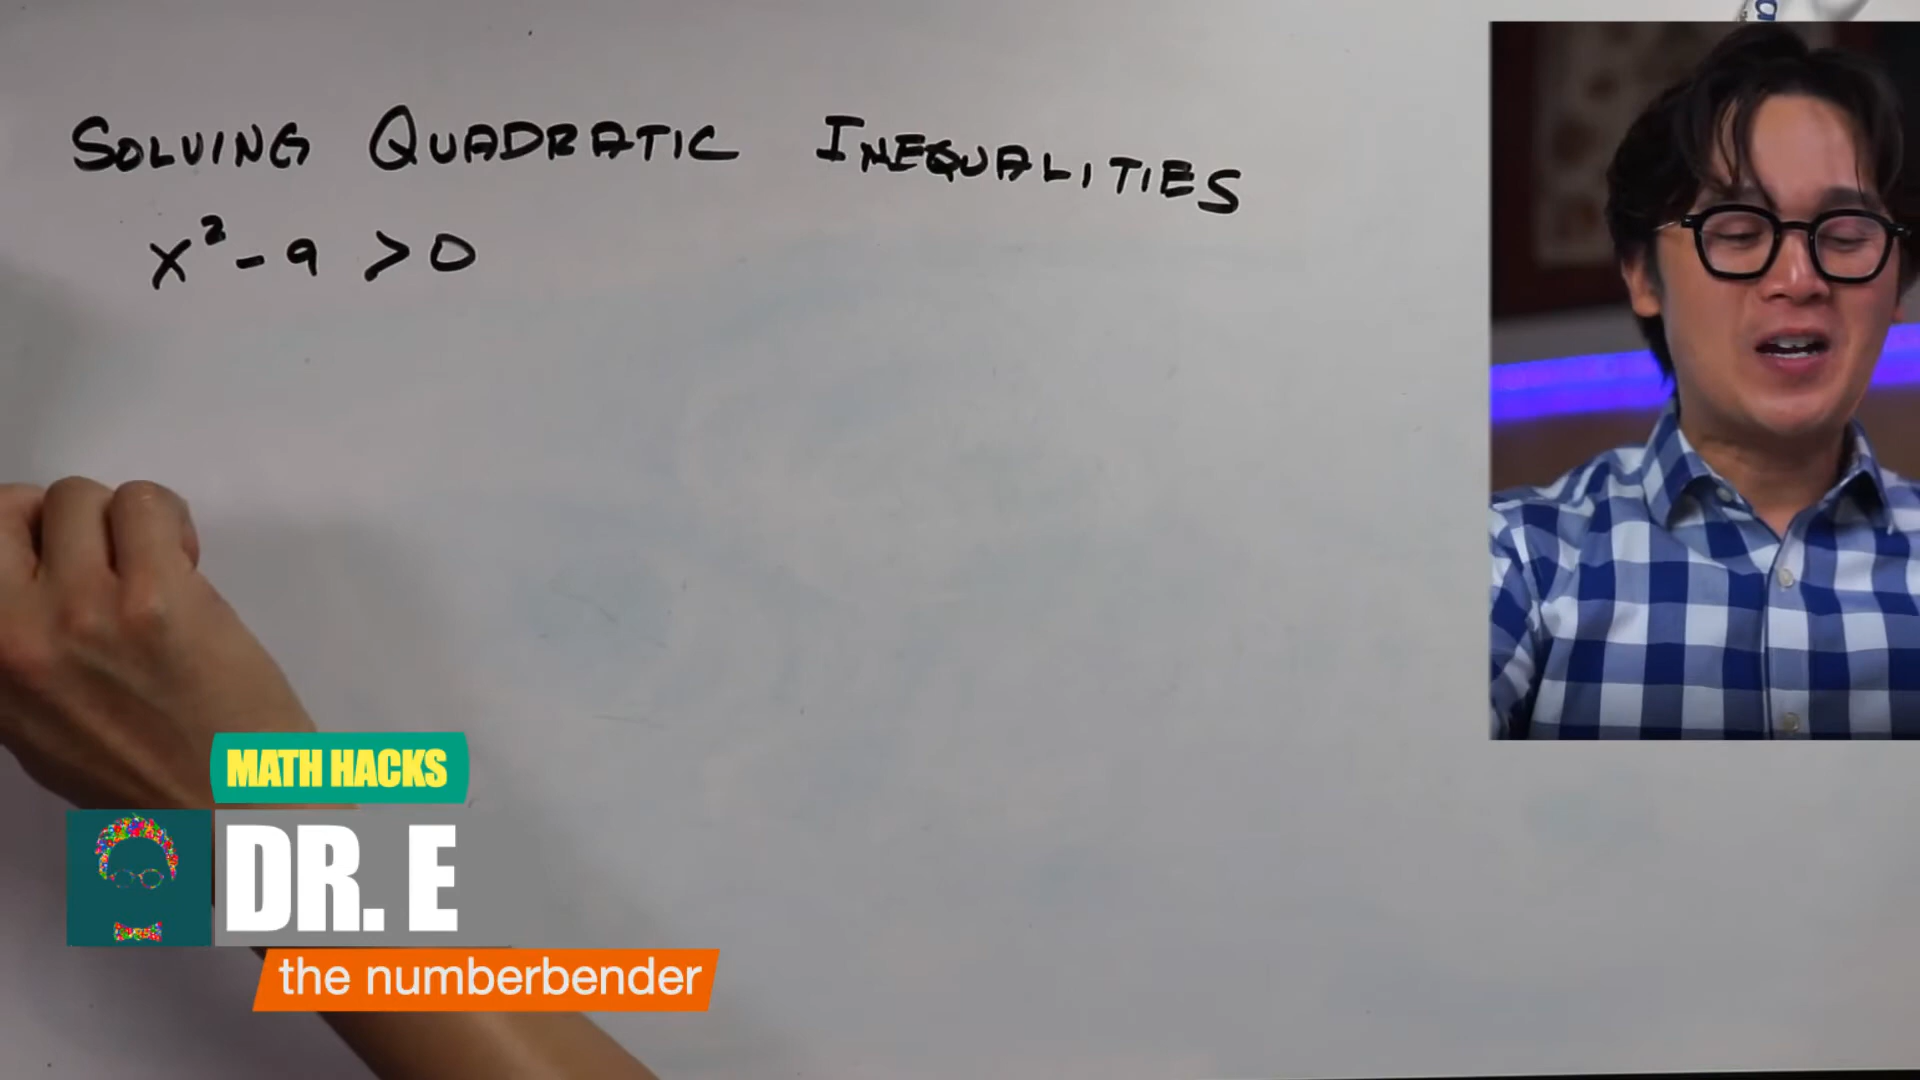 SOLVING QUADRATIC INEQUALITIES
x² - 9 > 0
MATH HACKS
DR. E
the numberbender